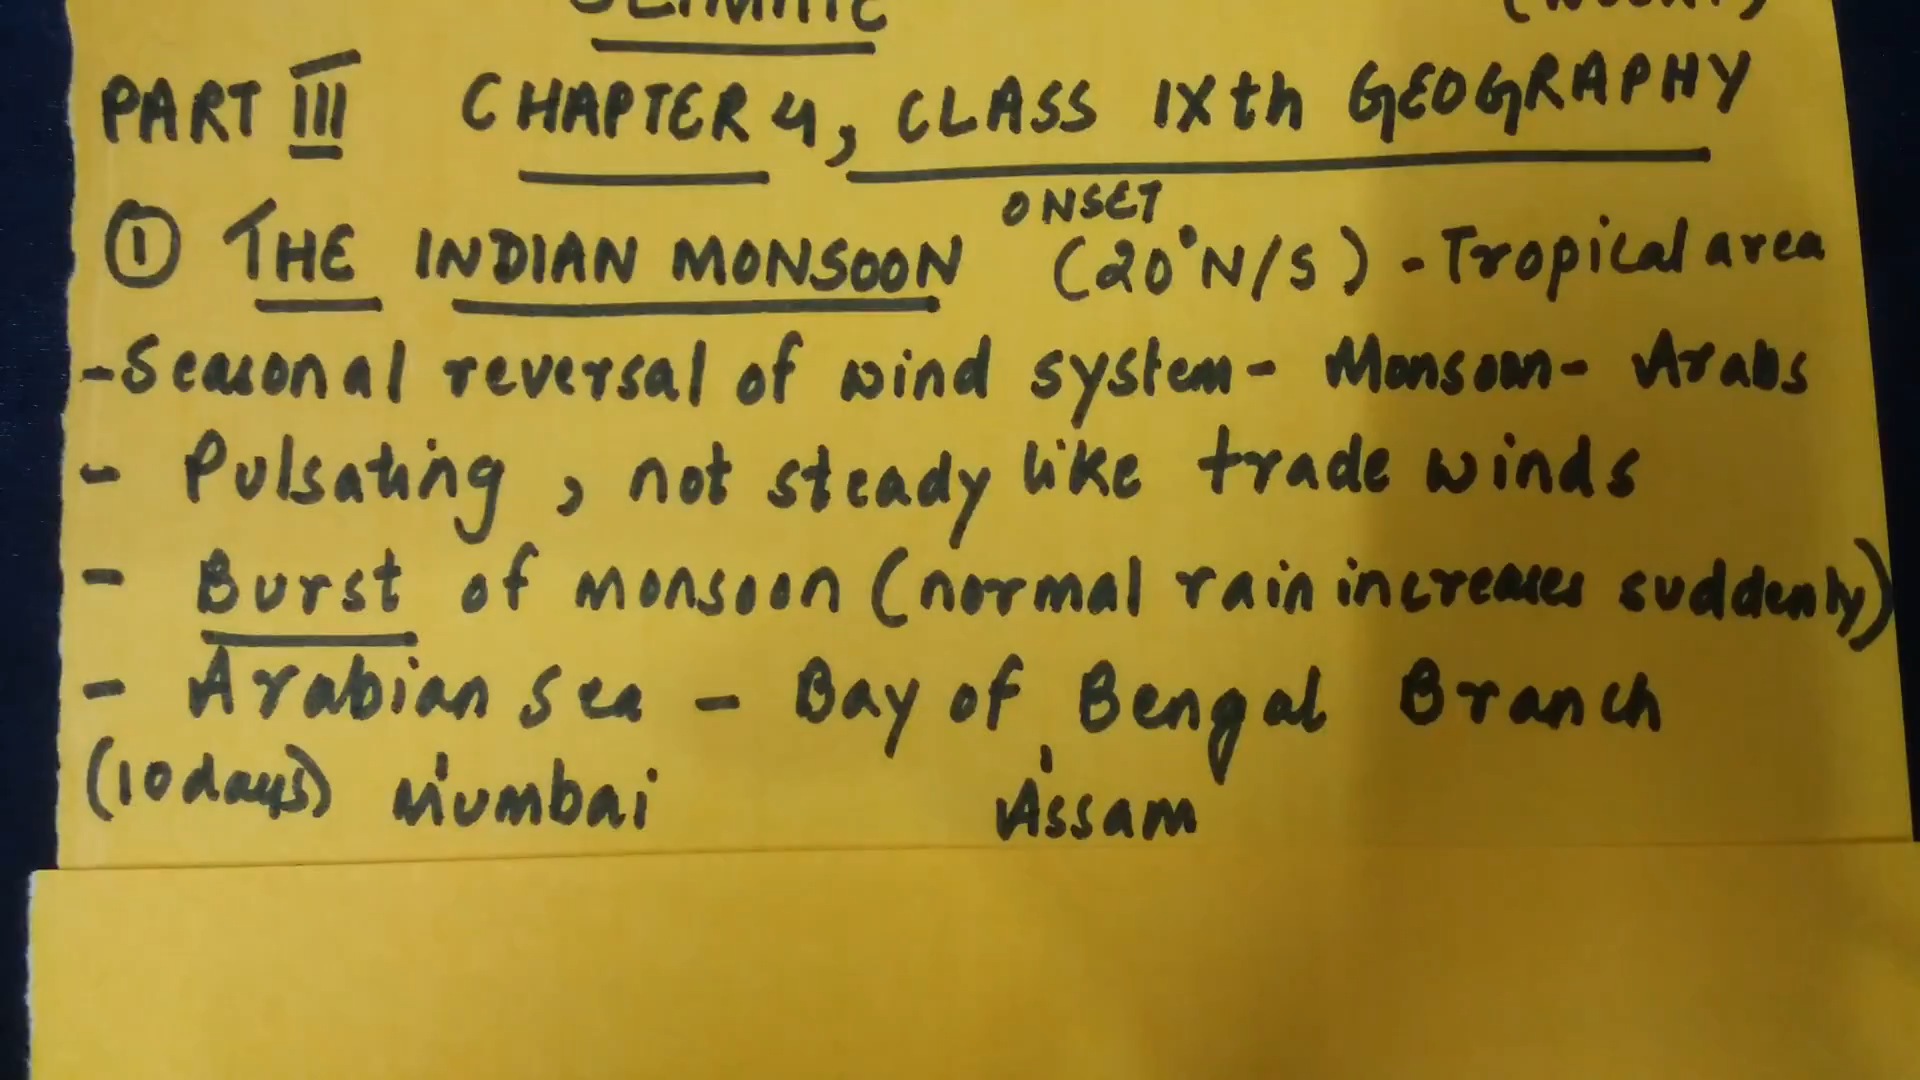 CLIMATE
PART III CHAPTER 4, CLASS IXth GEOGRAPHY
ONSET
① THE INDIAN MONSOON (20°N/S) - Tropical area
- Seasonal reversal of wind system - Monsoon - Arabs
- Pulsating, not steady like trade winds
- Burst of monsoon (normal rain increases suddenly)
- Arabian Sea - Bay of Bengal Branch
(10 days) Mumbai Assam